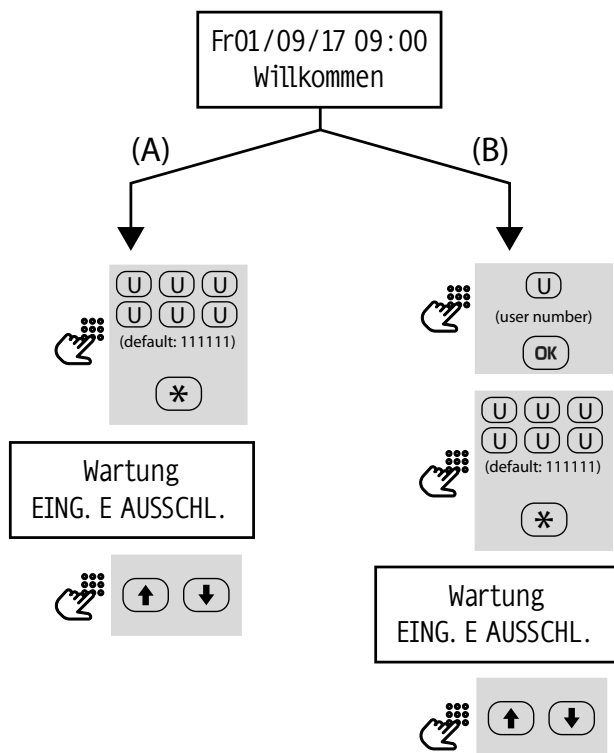 Fr01/09/17 09:00
Willkommen
(A)
(B)
U U U
U U U
(default: 111111)
*
Wartung
EING. E AUSSCHL.
U
(user number)
OK
U U U
U U U
(default: 111111)
*
Wartung
EING. E AUSSCHL.